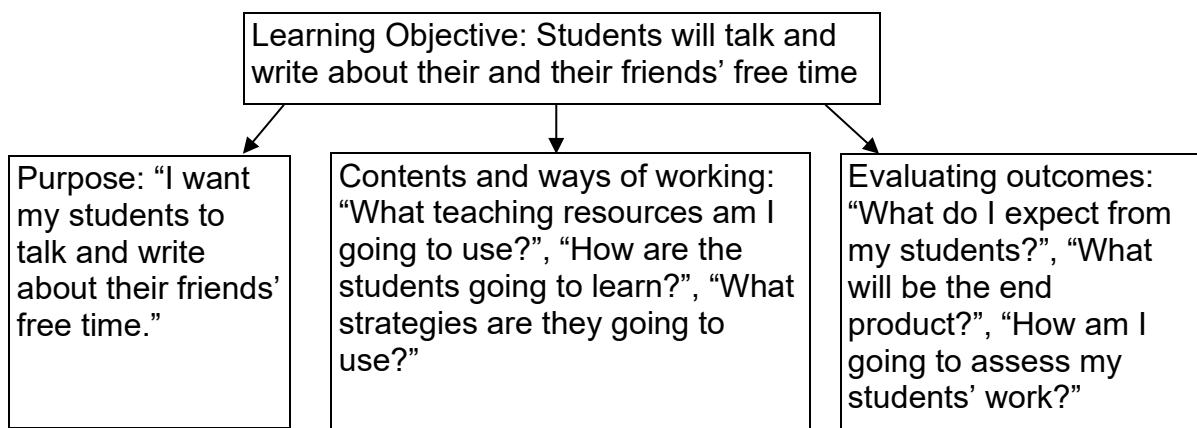 Learning Objective: Students will talk and
write about their and their friends’ free time
Purpose: “I want
my students to
talk and write
about their friends’
free time.”
Contents and ways of working:
“What teaching resources am I
going to use?”, “How are the
students going to learn?”, “What
strategies are they going to
use?”
Evaluating outcomes:
“What do I expect from
my students?”, “What
will be the end
product?”, “How am I
going to assess my
students’ work?”